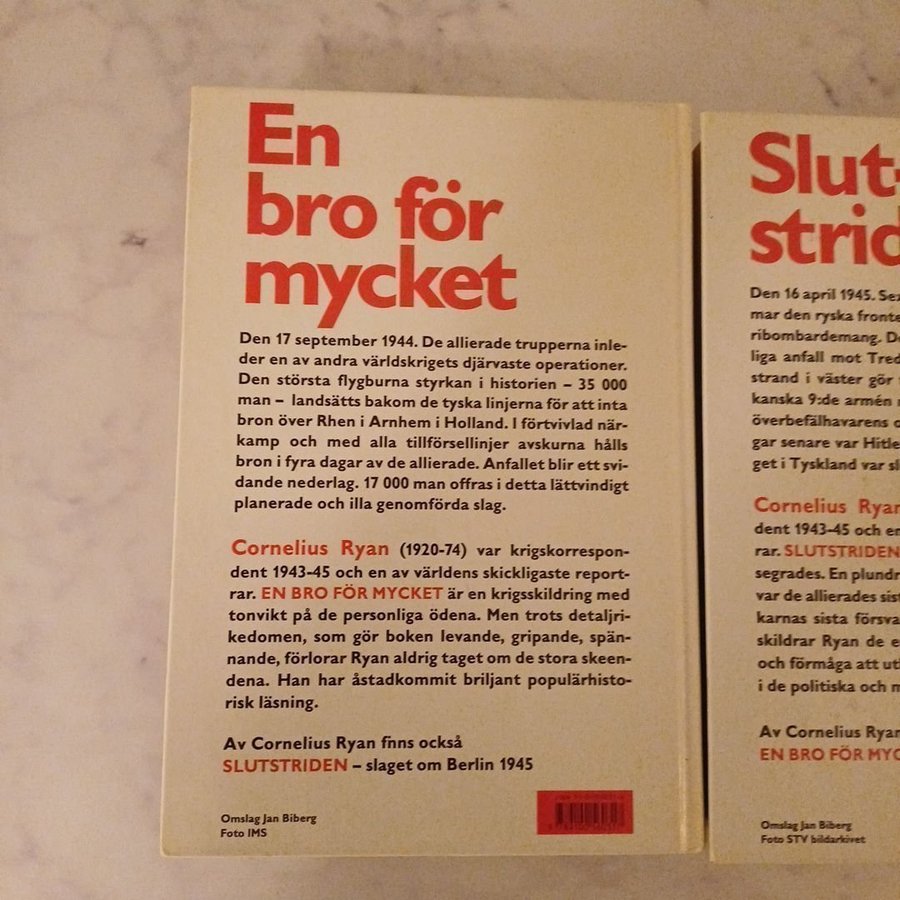 En
bro för
mycket
Den 17 september 1944. De allierade trupperna inle-
der en av andra världskrigets djärvaste operationer.
Den största flygburna styrkan i historien – 35 000
man – landsätts bakom de tyska linjerna för att inta
bron över Rhen i Arnhem i Holland. I förtvivlad när-
kamp och med alla tillförsellinjer avskurna hålls
bron i fyra dagar av de allierade. Anfallet blir ett svi-
dande nederlag. 17 000 man offras i detta lättvindigt
planerade och illa genomförda slag.
Cornelius Ryan (1920-74) var krigskorrespon-
dent 1943-45 och en av världens skickligaste report-
rar. EN BRO FÖR MYCKET är en krigsskildring med
tonvikt på de personliga ödena. Men trots detaljri-
kedomen, som gör boken levande, gripande, spän-
nande, förlorar Ryan aldrig taget om de stora skeen-
dena. Han har åstadkommit briljant populärhisto-
risk läsning.
Av Cornelius Ryan fnns också
SLUTSTRIDEN – slaget om Berlin 1945
Omslag Jan Biberg
Foto IMS
Slut-
strid
Den 16 april 1945. Sex
mar den ryska fronte
ribombardemang. De
liga anfall mot Tred
strand i väster gör
kanska 9:de armén
överbefälhavarens
gar senare var Hitle
get i Tyskland var sl
Cornelius Ryan
dent 1943-45 och en
rar. SLUTSTRIDEN
segrades. En plundr
var de allierades sist
karnas sista försva
skildrar Ryan de e
och förmåga att utl
i de politiska och m
Av Cornelius Ryan
EN BRO FÖR MYC
Omslag Jan Biberg
Foto STV bildarkivet